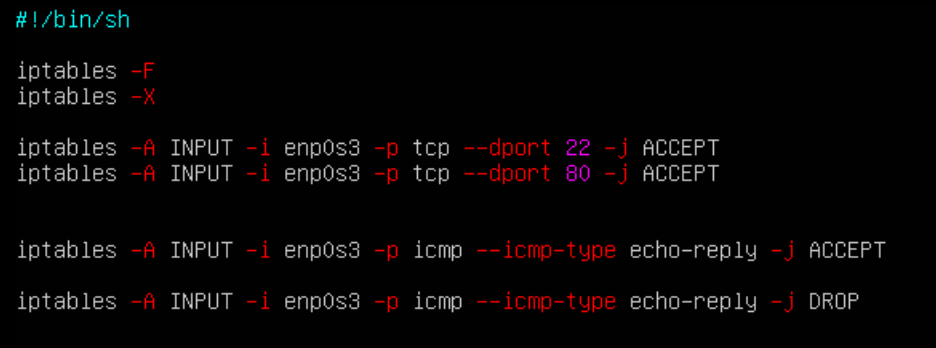 #!/bin/sh
iptables -F
iptables -X
iptables -A INPUT -i enp0s3 -p tcp --dport 22 -j ACCEPT
iptables -A INPUT -i enp0s3 -p tcp --dport 80 -j ACCEPT
iptables -A INPUT -i enp0s3 -p icmp --icmp-type echo-reply -j ACCEPT
iptables -A INPUT -i enp0s3 -p icmp --icmp-type echo-reply -j DROP